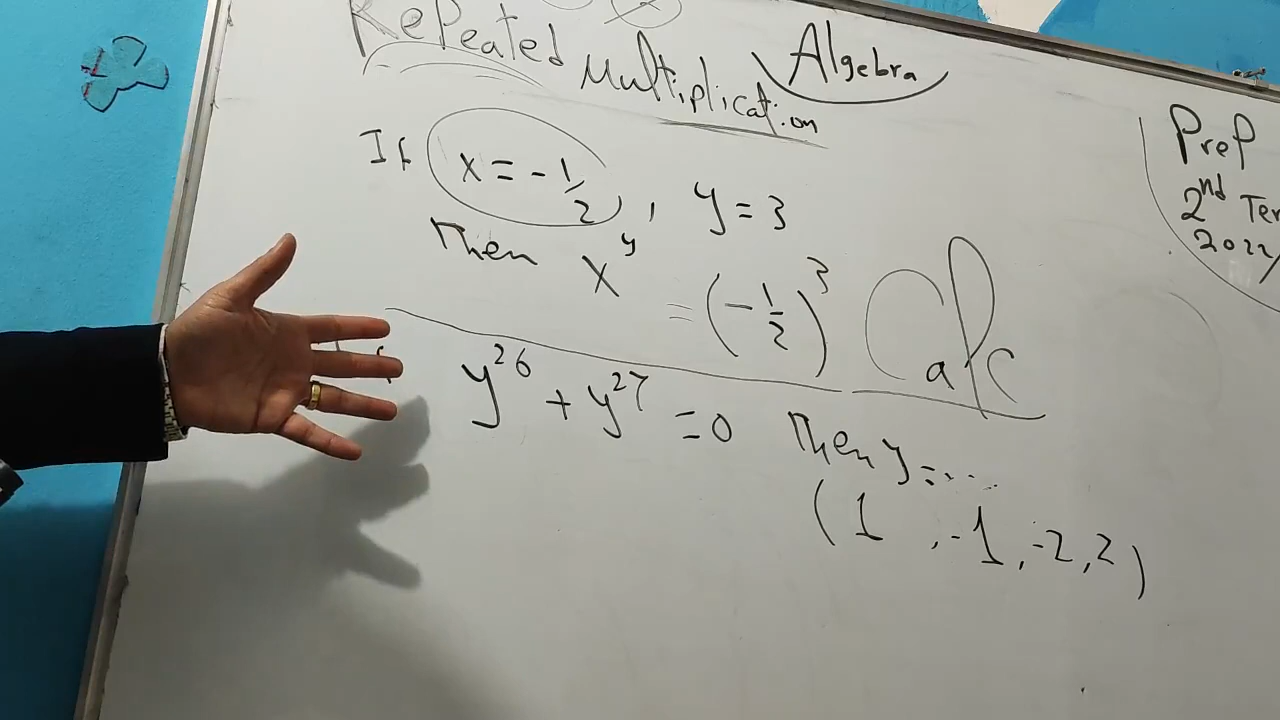 Repeated Multiplication
Algebra
Prep
2nd Ter
2022/
If x = -1/2, y = 3
Then x^y
= (-1/2)^3
Calc
y^26 + y^27 = 0 Then y = ...
(1, -1, -2, 2)